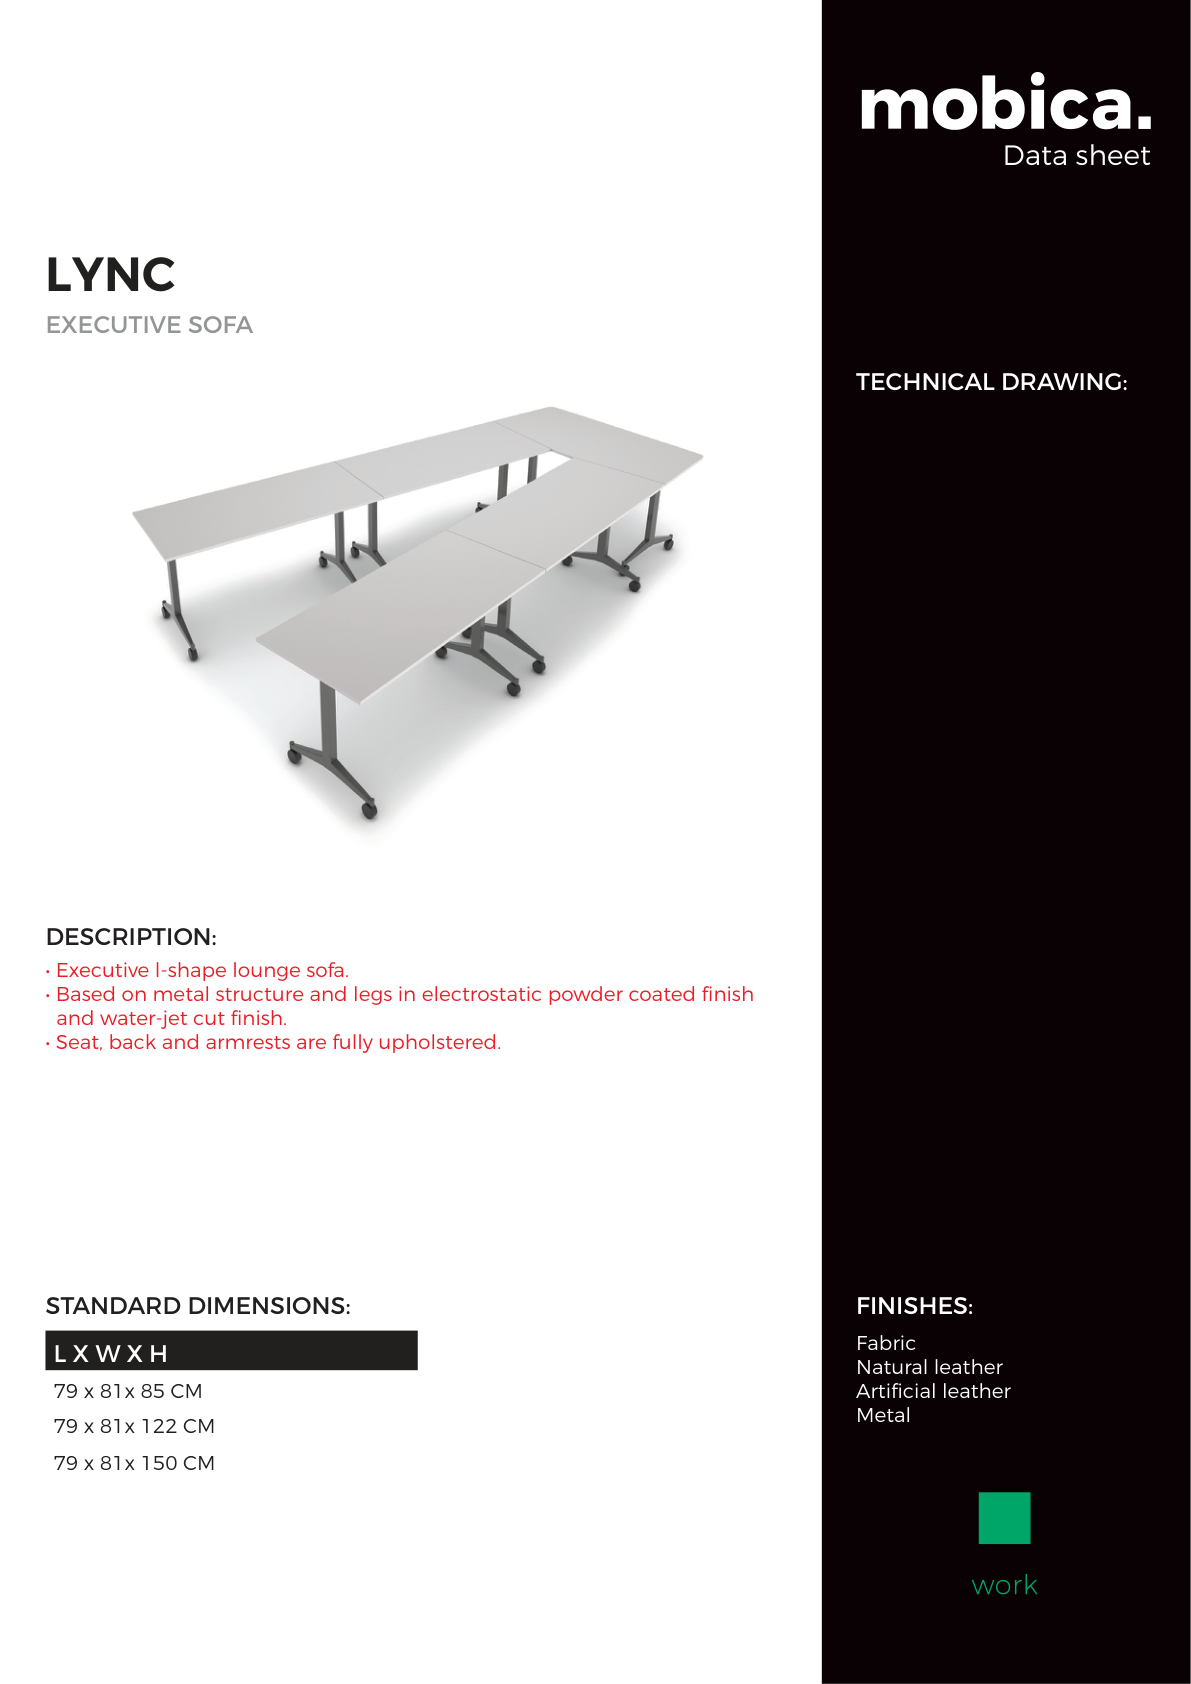 mobica.
Data sheet
LYNC
EXECUTIVE SOFA
TECHNICAL DRAWING:
DESCRIPTION:
• Executive l-shape lounge sofa.
• Based on metal structure and legs in electrostatic powder coated finish
and water-jet cut finish.
• Seat, back and armrests are fully upholstered.
STANDARD DIMENSIONS:
L X W X H
79 x 81x 85 CM
79 x 81x 122 CM
79 x 81x 150 CM
FINISHES:
Fabric
Natural leather
Artificial leather
Metal
work